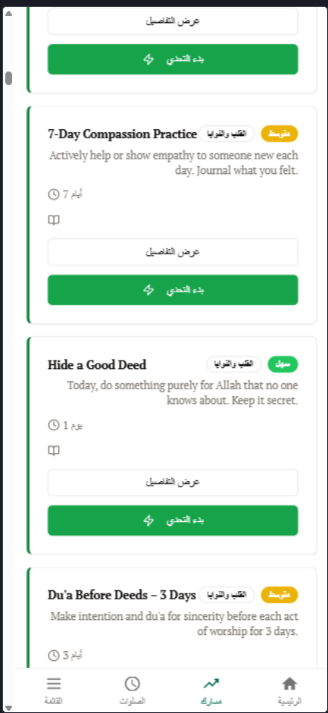 عرض التفاصيل
بدء التحدي
7-Day Compassion Practice القلب والنوايا متوسط
Actively help or show empathy to someone new each
day. Journal what you felt.
7 أيام
عرض التفاصيل
بدء التحدي
Hide a Good Deed القلب والنوايا سهل
Today, do something purely for Allah that no one
knows about. Keep it secret.
1 يوم
عرض التفاصيل
بدء التحدي
Du'a Before Deeds – 3 Days القلب والنوايا متوسط
Make intention and du'a for sincerity before each act
of worship for 3 days.
3 أيام
الرئيسية مسارك الصلوات القائمة